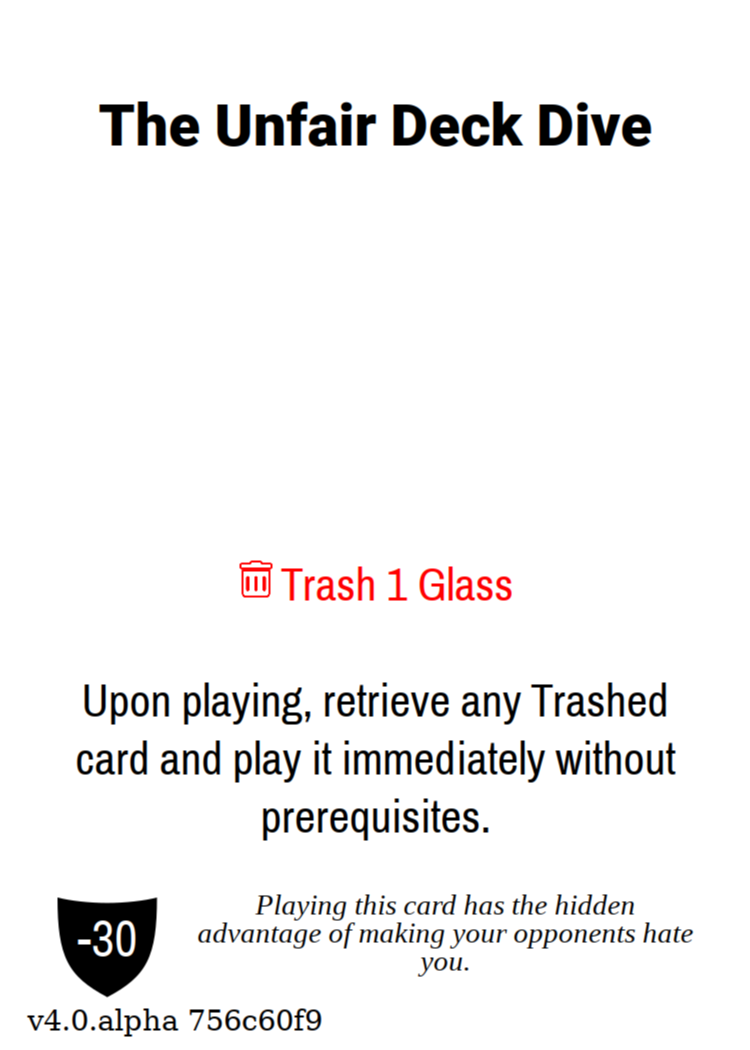 The Unfair Deck Dive
Trash 1 Glass
Upon playing, retrieve any Trashed
card and play it immediately without
prerequisites.
-30
Playing this card has the hidden
advantage of making your opponents hate
you.
v4.0.alpha 756c60f9